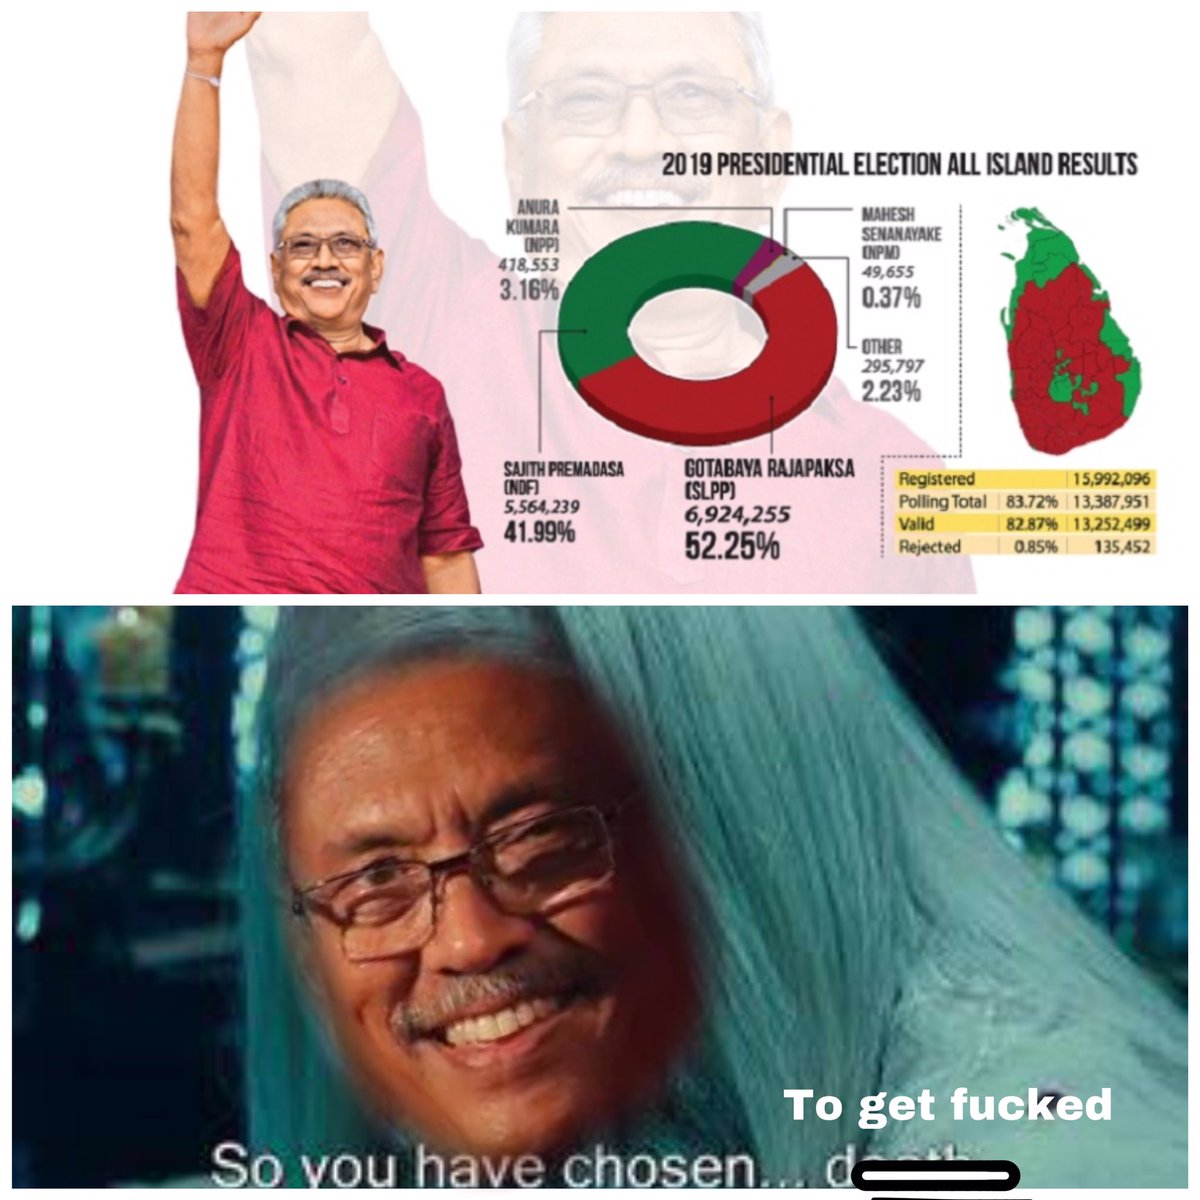 2019 PRESIDENTIAL ELECTION ALL ISLAND RESULTS
ANURA
KUMARA
(NPP)
418,553
3.16%
MAHESH
SENANAYAKE
(NPM)
49,655
0.37%
OTHER
295,797
2.23%
SAJITH PREMADASA
(NDF)
5,564,239
41.99%
GOTABAYA RAJAPAKSA
(SLPP)
6,924,255
52.25%
Registered 15,992,096
Polling Total 83.72% 13,387,951
Valid 82.87% 13,252,499
Rejected 0.85% 135,452
To get fucked
So you have chosen...